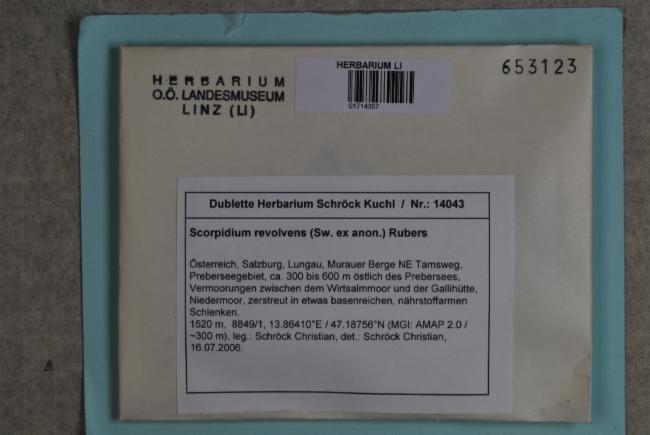 HERBARIUM
O.Ö. LANDESMUSEUM
LINZ (LI)
HERBARIUM LI
01714357
653123
Dublette Herbarium Schröck Kuchl / Nr.: 14043
Scorpidium revolvens (Sw. ex anon.) Rubers
Österreich, Salzburg, Lungau, Murauer Berge NE Tamsweg,
Preberseegebiet, ca. 300 bis 600 m östlich des Prebersees,
Vermoorungen zwischen dem Wirtsalmmoor und der Gallihütte,
Niedermoor, zerstreut in etwas basenreichen, nährstoffarmen
Schlenken.
1520 m, 8849/1, 13.86410°E / 47.18756°N (MGI: AMAP 2.0 /
~300 m), leg.: Schröck Christian, det.: Schröck Christian,
16.07.2006.